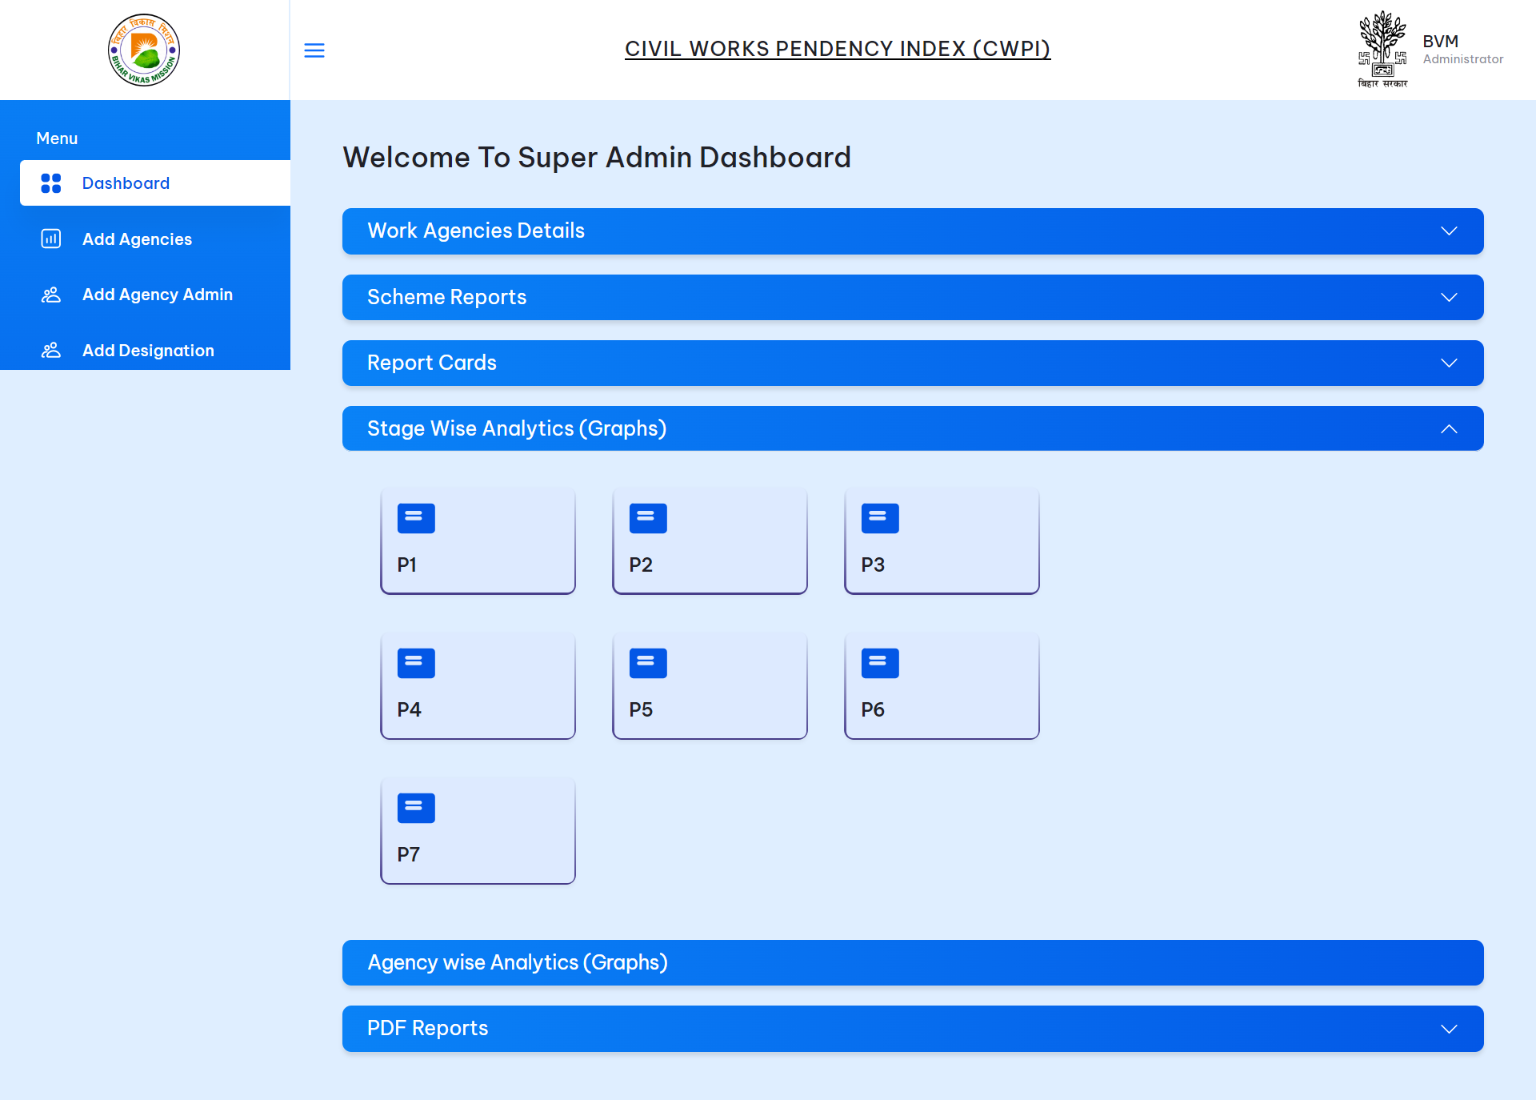 बिहार विकास मिशन
BIHAR VIKAS MISSION
CIVIL WORKS PENDENCY INDEX (CWPI)
बिहार सरकार
BVM
Administrator
Menu
Dashboard
Add Agencies
Add Agency Admin
Add Designation
Welcome To Super Admin Dashboard
Work Agencies Details
Scheme Reports
Report Cards
Stage Wise Analytics (Graphs)
P1
P2
P3
P4
P5
P6
P7
Agency wise Analytics (Graphs)
PDF Reports